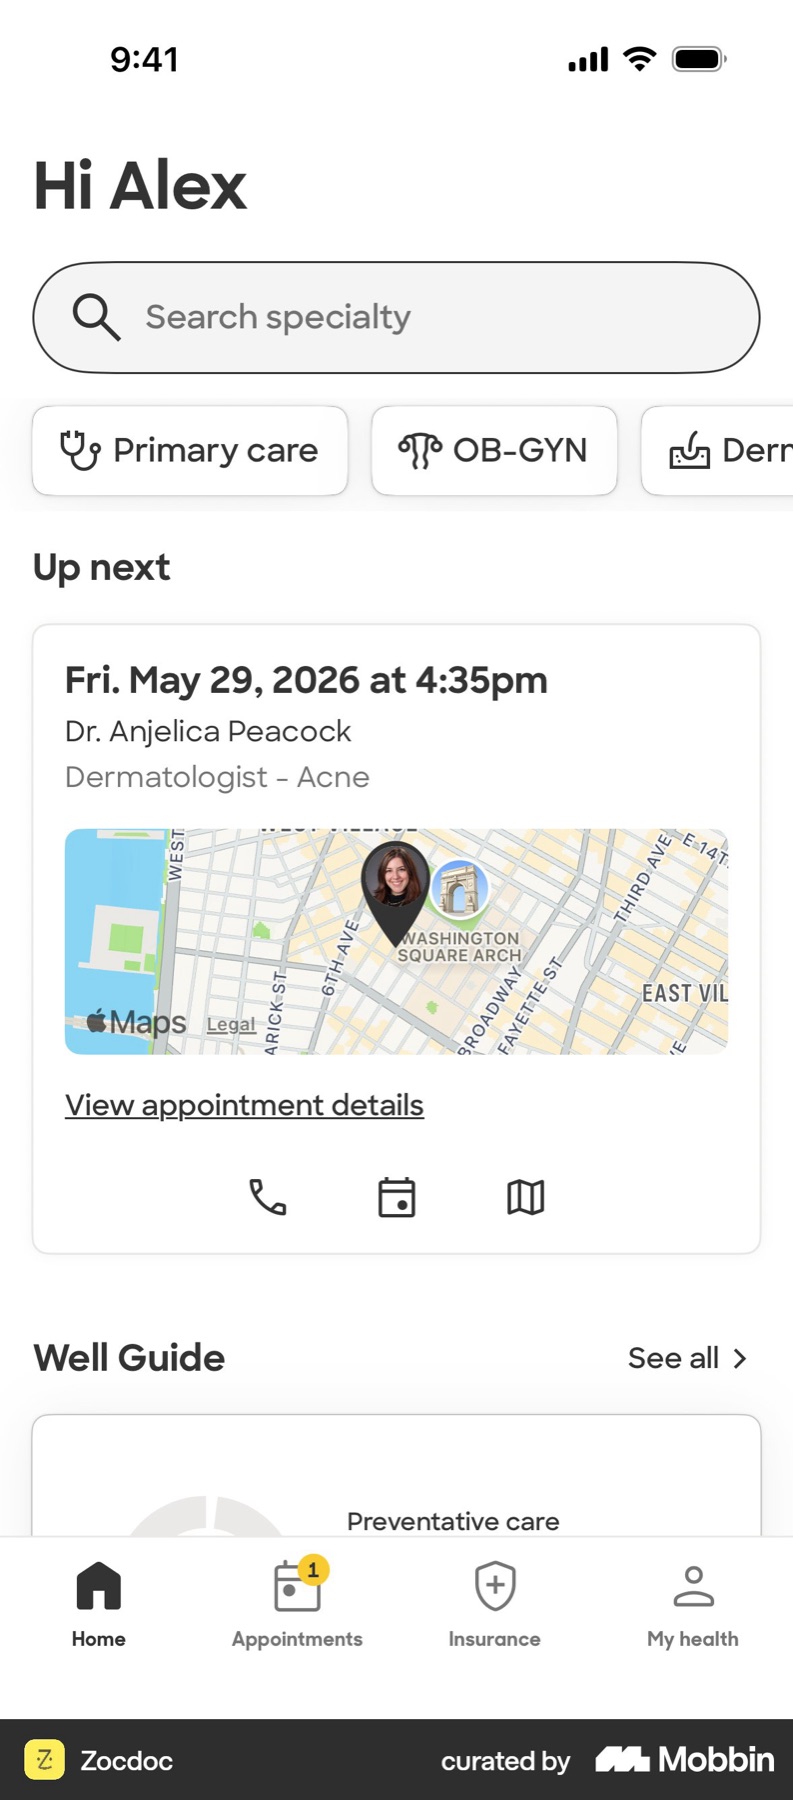 9:41
Hi Alex
Search specialty
Primary care
OB-GYN
Up next
Fri. May 29, 2026 at 4:35pm
Dr. Anjelica Peacock
Dermatologist – Acne
WEST VILLAGE
WEST
E 14T
THIRD AVE
6TH AVE
WASHINGTON
SQUARE ARCH
EAST VIL
BROADWAY
FAYETTE ST
ARICK ST
Maps
Legal
View appointment details
Well Guide
See all
Preventative care
1
Home
Appointments
Insurance
My health
Zocdoc
curated by
Mobbin